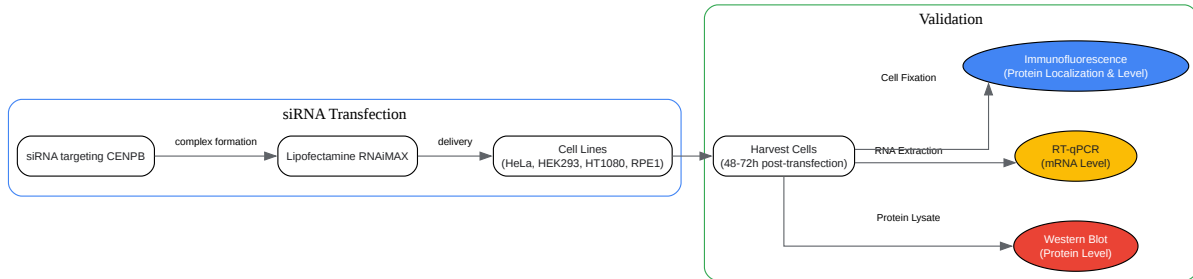 siRNA Transfection
siRNA targeting CENPB
complex formation
Lipofectamine RNAiMAX
delivery
Cell Lines
(HeLa, HEK293, HT1080, RPE1)
Validation
Harvest Cells
(48-72h post-transfection)
Cell Fixation
Immunofluorescence
(Protein Localization & Level)
RNA Extraction
RT-qPCR
(mRNA Level)
Protein Lysate
Western Blot
(Protein Level)